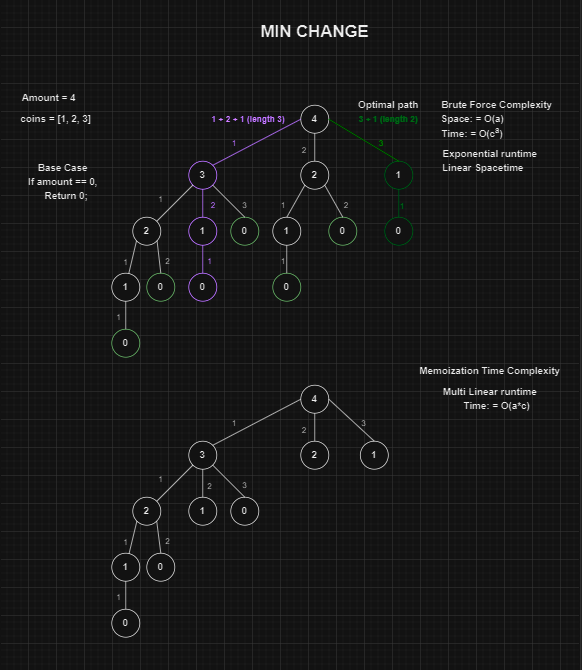 MIN CHANGE
Amount = 4
coins = [1, 2, 3]
Base Case
If amount == 0,
Return 0;
1 + 2 + 1 (length 3)
Optimal path
3 + 1 (length 2)
Brute Force Complexity
Space: = O(a)
Time: = O(c^a)
Exponential runtime
Linear Spacetime
4
1
2
3
3
2
1
1
2
3
1
2
1
2
1
0
1
0
0
1
2
1
1
1
0
0
0
1
0
Memoization Time Complexity
Multi Linear runtime
Time: = O(a*c)
4
1
2
3
3
2
1
1
2
3
2
1
0
1
2
1
0
1
0